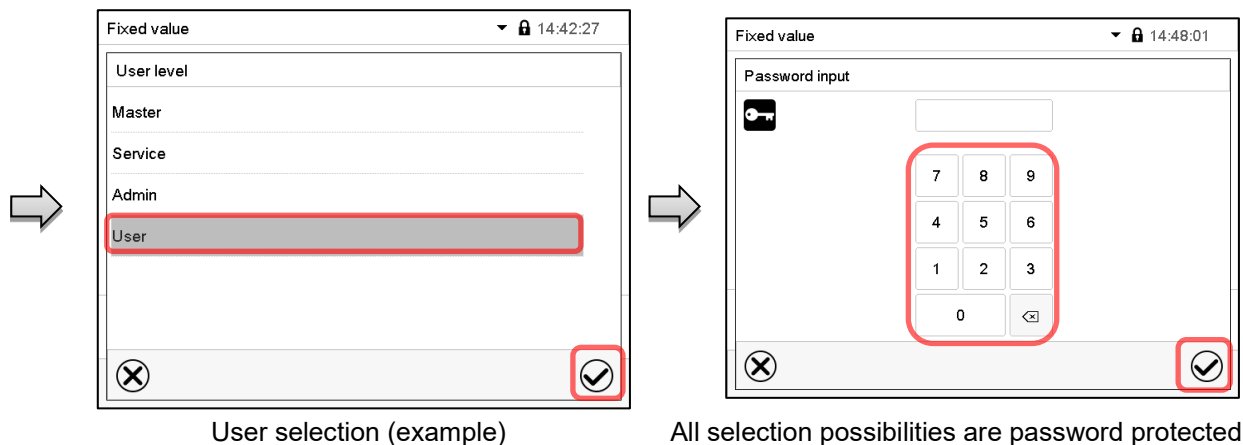 Fixed value 14:42:27
User level
Master
Service
Admin
User
User selection (example)
Fixed value 14:48:01
Password input
7 8 9
4 5 6
1 2 3
0
All selection possibilities are password protected